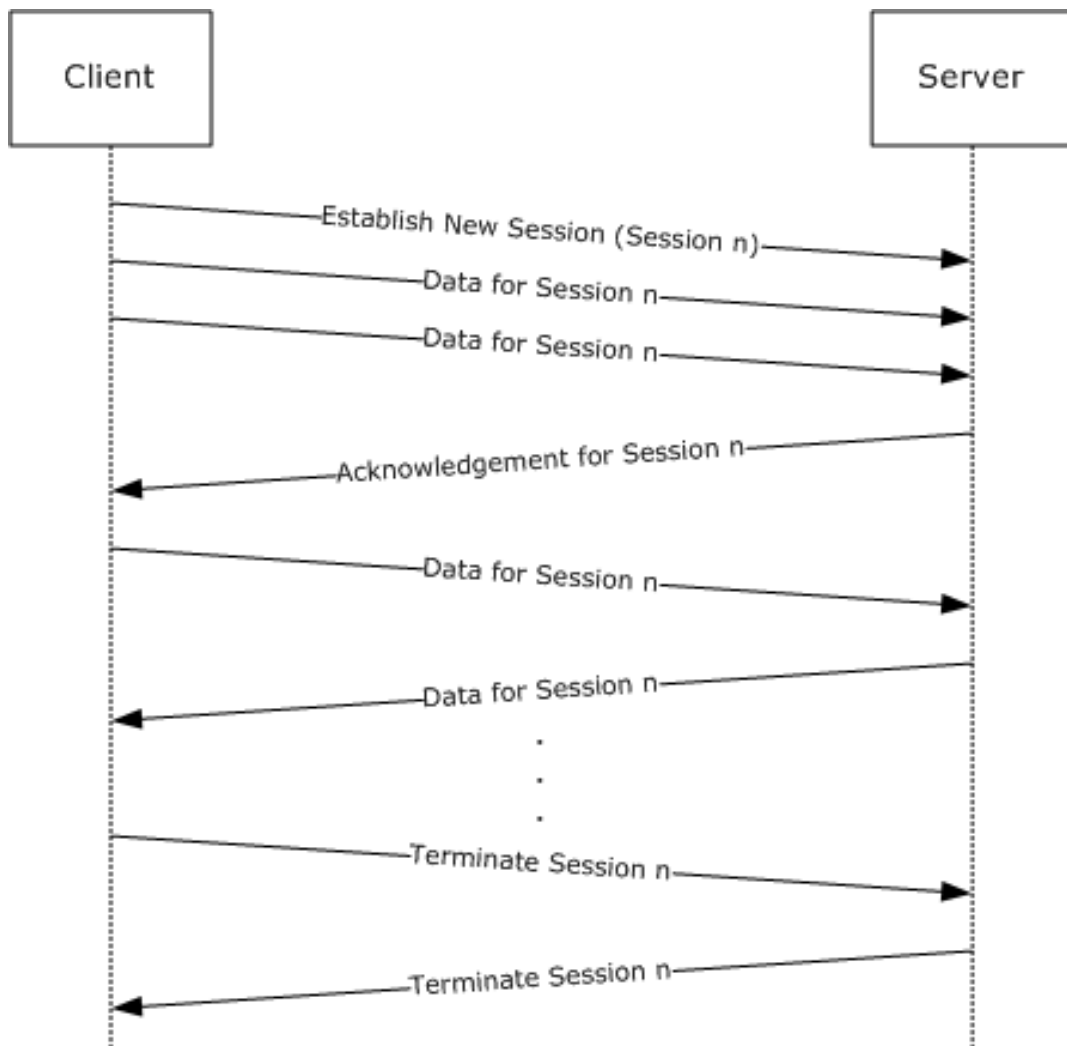 Client
Server
Establish New Session (Session n)
Data for Session n
Data for Session n
Acknowledgement for Session n
Data for Session n
Data for Session n
.
.
.
Terminate Session n
Terminate Session n